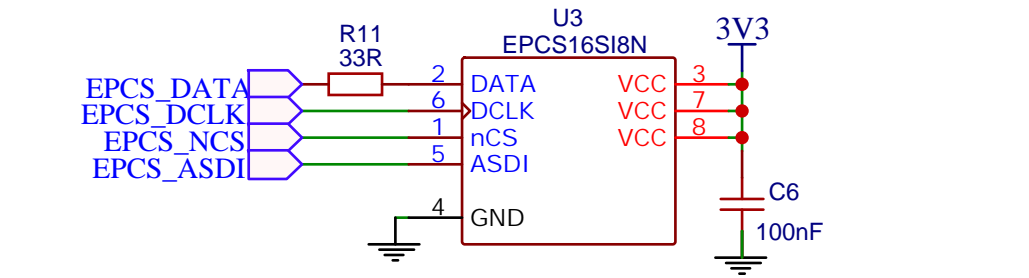 U3
EPCS16SI8N
R11
33R
3V3
EPCS_DATA
2
DATA
VCC
3
EPCS_DCLK
6
DCLK
VCC
7
EPCS_NCS
1
nCS
VCC
8
EPCS_ASDI
5
ASDI
4
GND
C6
100nF